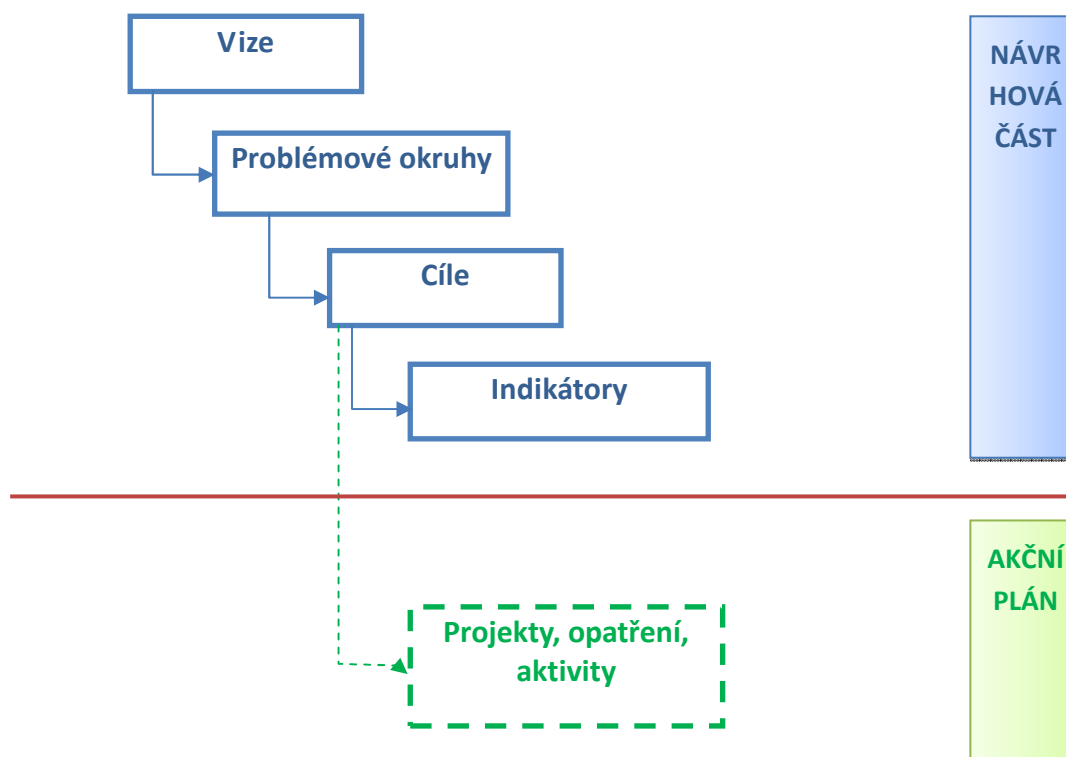 Vize
Problémové okruhy
Cíle
Indikátory
NÁVR
HOVÁ
ČÁST
Projekty, opatření,
aktivity
AKČNÍ
PLÁN